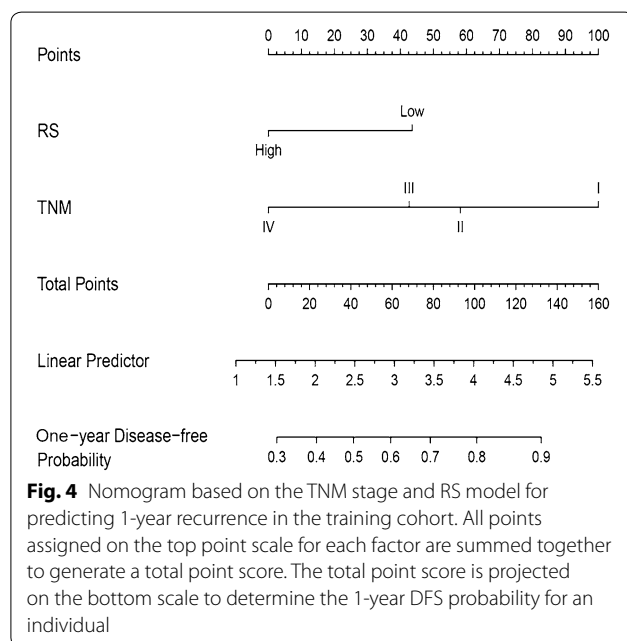 Points
0 10 20 30 40 50 60 70 80 90 100
RS
Low
High
TNM
III I
IV II
Total Points
0 20 40 60 80 100 120 140 160
Linear Predictor
1 1.5 2 2.5 3 3.5 4 4.5 5 5.5
One-year Disease-free
Probability
0.3 0.4 0.5 0.6 0.7 0.8 0.9
Fig. 4 Nomogram based on the TNM stage and RS model for
predicting 1-year recurrence in the training cohort. All points
assigned on the top point scale for each factor are summed together
to generate a total point score. The total point score is projected
on the bottom scale to determine the 1-year DFS probability for an
individual